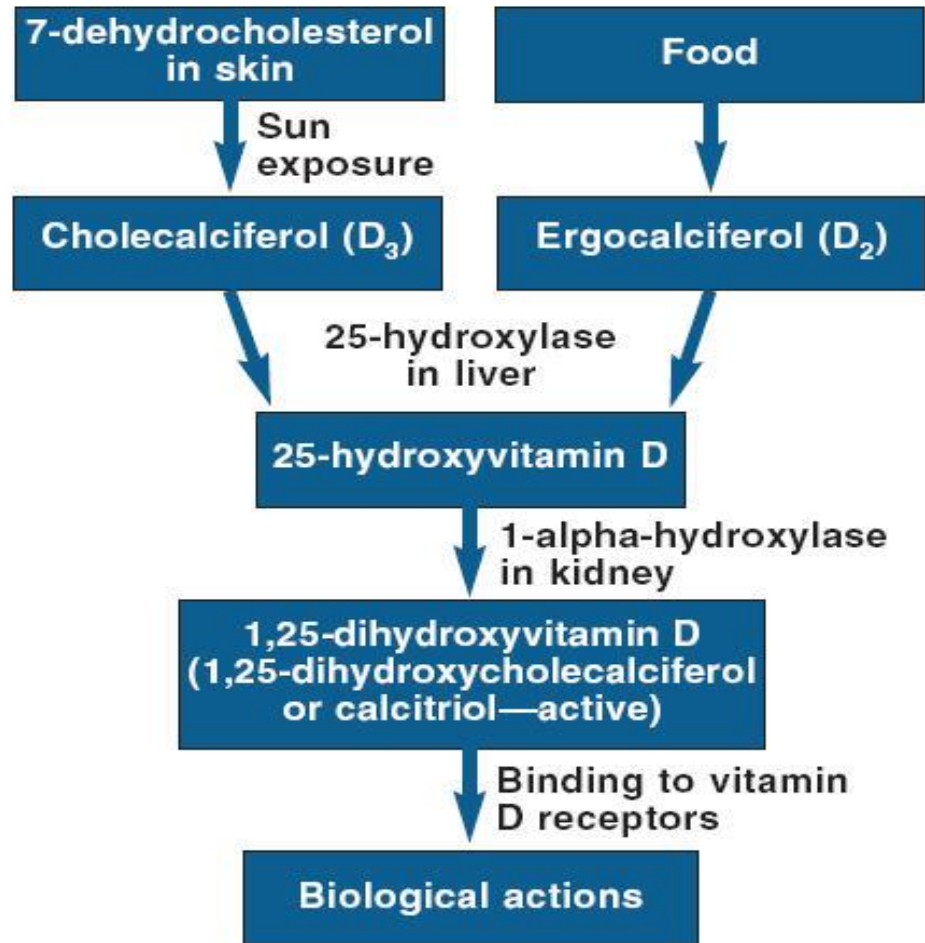 7-dehydrocholesterol
in skin
Food
Sun
exposure
Cholecalciferol (D₃)
Ergocalciferol (D₂)
25-hydroxylase
in liver
25-hydroxyvitamin D
1-alpha-hydroxylase
in kidney
1,25-dihydroxyvitamin D
(1,25-dihydroxycholecalciferol
or calcitriol—active)
Binding to vitamin
D receptors
Biological actions